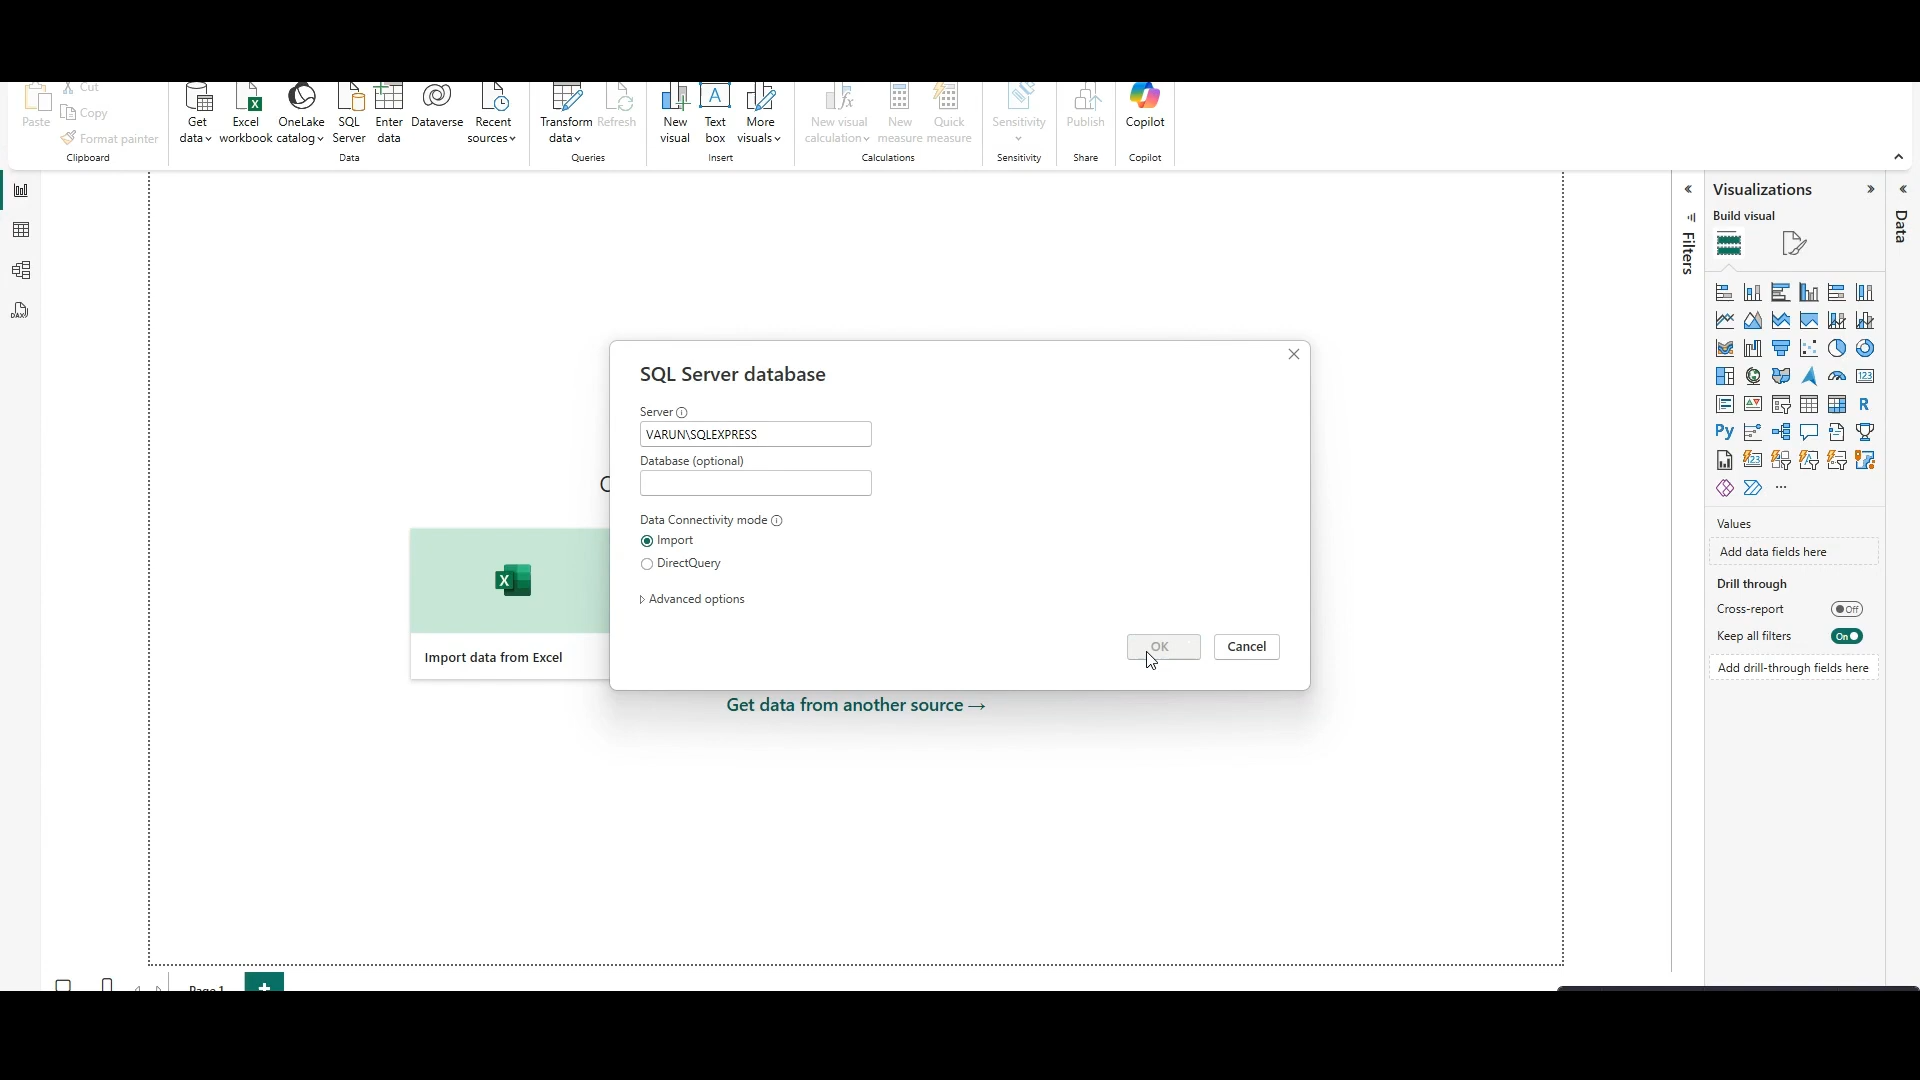 Cut
Paste
Copy
Format painter
Clipboard
Get data
Excel workbook
OneLake catalog
SQL Server
Enter data
Dataverse
Recent sources
Data
Transform data
Refresh
Queries
New visual
Text box
More visuals
Insert
New visual calculation
New measure
Quick measure
Calculations
Sensitivity
Sensitivity
Publish
Share
Copilot
Copilot
SQL Server database
Server
VARUN\SQLEXPRESS
Database (optional)
Data Connectivity mode
Import
DirectQuery
Advanced options
OK
Cancel
Import data from Excel
Get data from another source →
Filters
Visualizations
Build visual
123
R
Py
123
Values
Add data fields here
Drill through
Cross-report
Off
Keep all filters
On
Add drill-through fields here
Data
DAX
Page 1